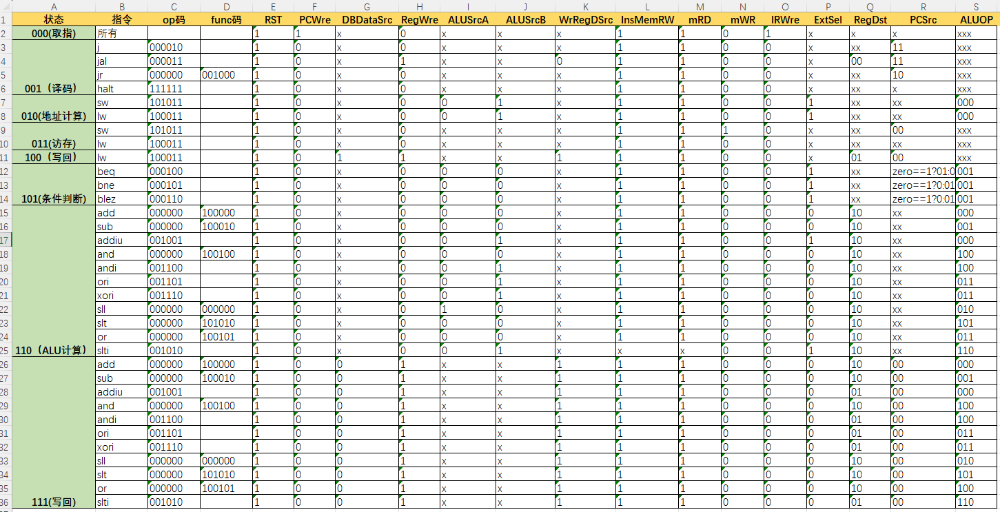 A B C D E F G H I J K L M N O P Q R S
1 状态 指令 op码 func码 RST PCWre DBDataSrc RegWre ALUSrcA ALUSrcB WrRegDSrc InsMemRW mRD mWR IRWre ExtSel RegDst PCSrc ALUOP
2 000(取指) 所有 1 1 x 0 x x x 1 1 0 1 x x x xxx
3 j 000010 1 0 x 0 x x x 1 1 0 0 x xx 11 xxx
4 jal 000011 1 0 x 1 x x 0 1 1 0 0 x 00 11 xxx
5 jr 000000 001000 1 0 x 0 x x x 1 1 0 0 x xx 10 xxx
6 001（译码） halt 111111 1 0 x 0 x x x 1 1 0 0 x xx x xxx
7 sw 101011 1 0 x 0 0 1 x 1 1 0 0 1 xx xx 000
8 010(地址计算) lw 100011 1 0 x 0 0 1 x 1 1 0 0 1 xx xx 000
9 sw 101011 1 0 x 0 x x x 1 1 1 0 x xx 00 xxx
10 011(访存) lw 100011 1 0 x 0 x x x 1 1 0 0 x xx xx xxx
11 100（写回） lw 100011 1 0 1 1 x x 1 1 1 0 0 x 01 00 xxx
12 beq 000100 1 0 x 0 0 0 x 1 1 0 0 1 xx zero==1?01:0 001
13 bne 000101 1 0 x 0 0 0 x 1 1 0 0 1 xx zero==1?0:01 001
14 101(条件判断) blez 000110 1 0 x 0 0 0 x 1 1 0 0 1 xx zero==1?0:01 001
15 add 000000 100000 1 0 x 0 0 0 x 1 1 0 0 0 10 xx 000
16 sub 000000 100010 1 0 x 0 0 0 x 1 1 0 0 0 10 xx 001
17 addiu 001001 1 0 x 0 0 1 x 1 1 0 0 1 10 xx 000
18 and 000000 100100 1 0 x 0 0 0 x 1 1 0 0 0 10 xx 100
19 andi 001100 1 0 x 0 0 1 x 1 1 0 0 0 10 xx 100
20 ori 001101 1 0 x 0 0 1 x 1 1 0 0 0 10 xx 011
21 xori 001110 1 0 x 0 0 1 x 1 1 0 0 0 10 xx 011
22 sll 000000 000000 1 0 x 0 1 0 x 1 1 0 0 0 10 xx 010
23 slt 000000 101010 1 0 x 0 0 0 x 1 1 0 0 0 10 xx 101
24 or 000000 100101 1 0 x 0 0 0 x 1 1 0 0 0 10 xx 011
25 110（ALU计算） slti 001010 1 0 x 0 0 1 x x x 0 0 1 10 xx 110
26 add 000000 100000 1 0 0 1 x x 1 1 1 0 0 0 10 00 000
27 sub 000000 100010 1 0 0 1 x x 1 1 1 0 0 0 10 00 001
28 addiu 001001 1 0 0 1 x x 1 1 1 0 0 0 01 00 000
29 and 000000 100100 1 0 0 1 x x 1 1 1 0 0 0 10 00 100
30 andi 001100 1 0 0 1 x x 1 1 1 0 0 0 01 00 100
31 ori 001101 1 0 0 1 x x 1 1 1 0 0 0 01 00 011
32 xori 001110 1 0 0 1 x x 1 1 1 0 0 0 01 00 011
33 sll 000000 000000 1 0 0 1 x x 1 1 1 0 0 0 10 00 010
34 slt 000000 101010 1 0 0 1 x x 1 1 1 0 0 0 10 00 101
35 or 000000 100101 1 0 0 1 x x 1 1 1 0 0 0 10 00 100
36 111(写回) slti 001010 1 0 0 1 x x 1 1 1 0 0 0 01 00 110